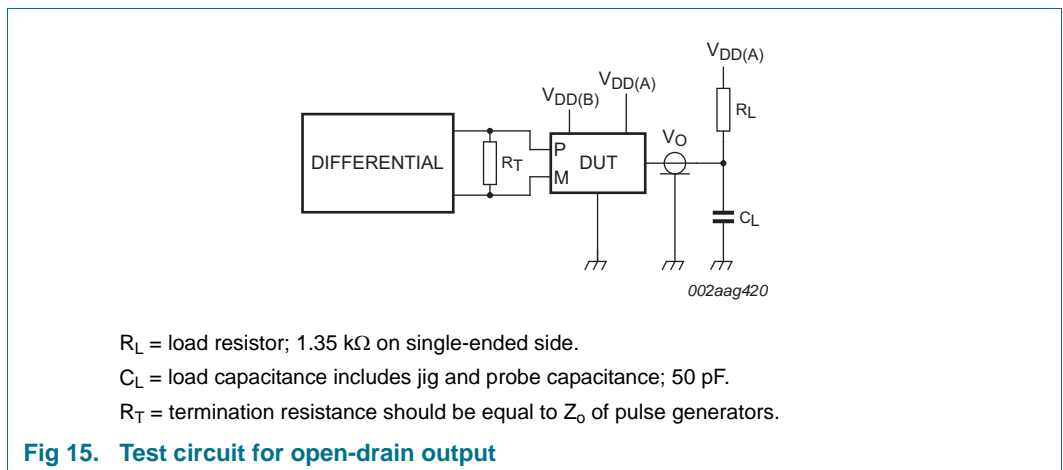 VDD(A)
VDD(A)
VDD(B)
RL
VO
DIFFERENTIAL
RT
P
DUT
M
CL
002aag420
RL = load resistor; 1.35 kΩ on single-ended side.
CL = load capacitance includes jig and probe capacitance; 50 pF.
RT = termination resistance should be equal to Zo of pulse generators.
Fig 15. Test circuit for open-drain output